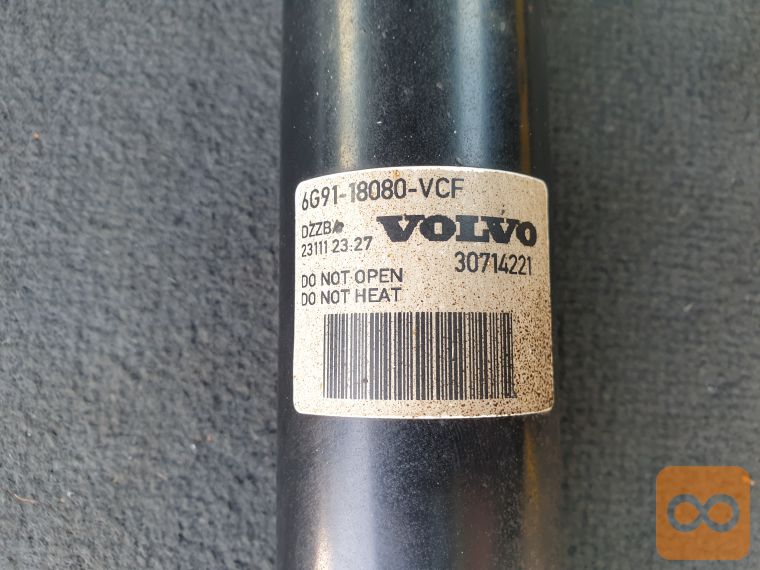 6G91-18080-VCF
DZZB
VOLVO
23111 23:27
30714221
DO NOT OPEN
DO NOT HEAT